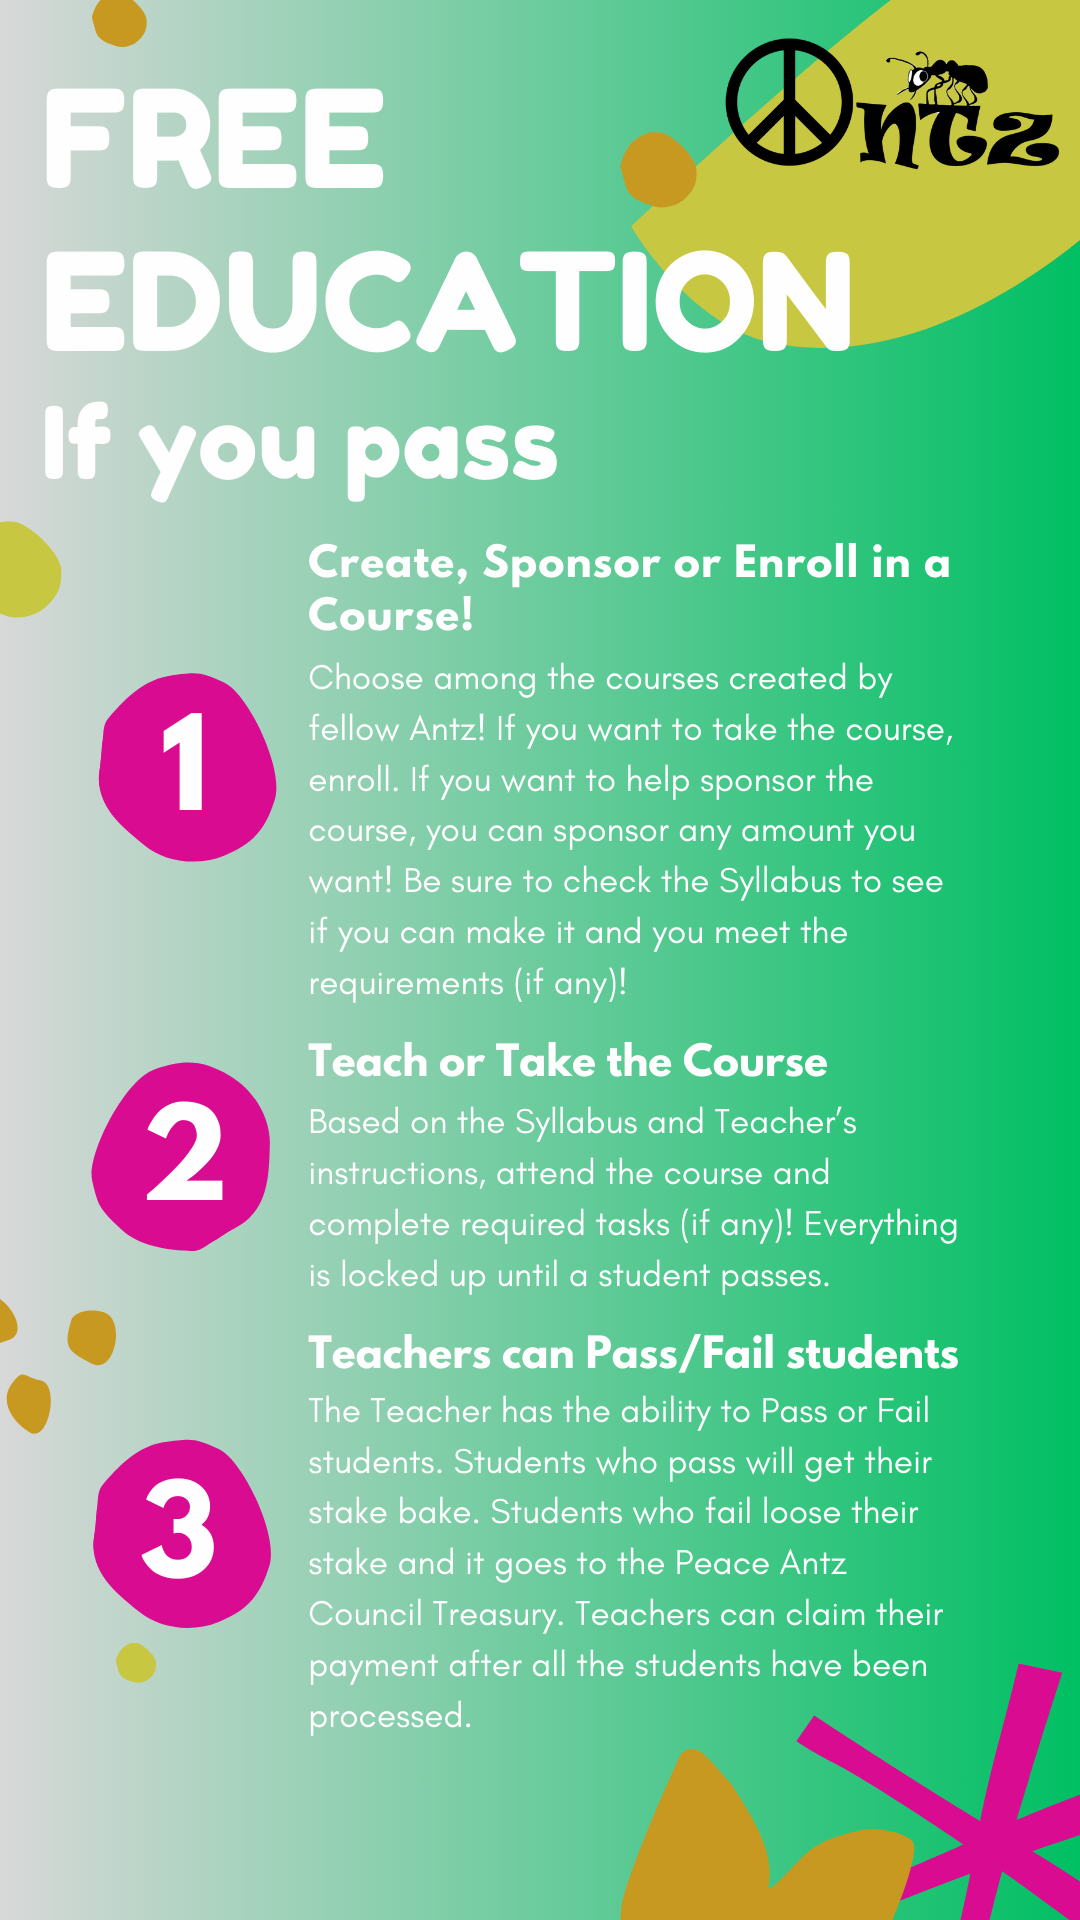 Antz
FREE
EDUCATION
If you pass
Create, Sponsor or Enroll in a
Course!
1
Choose among the courses created by
fellow Antz! If you want to take the course,
enroll. If you want to help sponsor the
course, you can sponsor any amount you
want! Be sure to check the Syllabus to see
if you can make it and you meet the
requirements (if any)!
2
Teach or Take the Course
Based on the Syllabus and Teacher's
instructions, attend the course and
complete required tasks (if any)! Everything
is locked up until a student passes.
Teachers can Pass/Fail students
3
The Teacher has the ability to Pass or Fail
students. Students who pass will get their
stake bake. Students who fail loose their
stake and it goes to the Peace Antz
Council Treasury. Teachers can claim their
payment after all the students have been
processed.